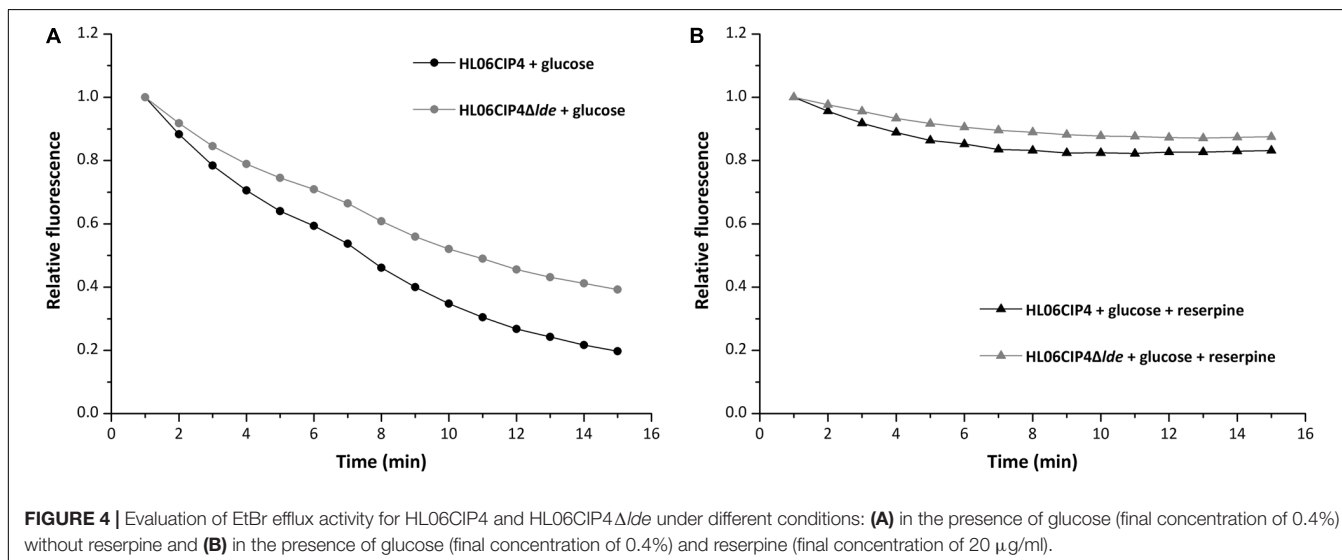 A
1.2
1.0
0.8
0.6
0.4
0.2
0.0
Relative fluorescence
HL06CIP4 + glucose
HL06CIP4Δlde + glucose
0 2 4 6 8 10 12 14 16
Time (min)
B
1.2
1.0
0.8
0.6
0.4
0.2
0.0
Relative fluorescence
HL06CIP4 + glucose + reserpine
HL06CIP4Δlde + glucose + reserpine
0 2 4 6 8 10 12 14 16
Time (min)
FIGURE 4 | Evaluation of EtBr efflux activity for HL06CIP4 and HL06CIP4Δlde under different conditions: (A) in the presence of glucose (final concentration of 0.4%)
without reserpine and (B) in the presence of glucose (final concentration of 0.4%) and reserpine (final concentration of 20 μg/ml).